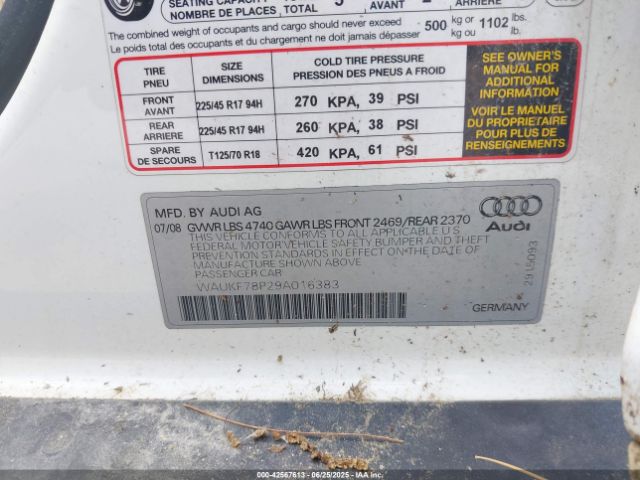 SEATING CAPACITY
NOMBRE DE PLACES TOTAL 5 AVANT ARRIÈRE
The combined weight of occupants and cargo should never exceed 500 kg or 1102 lbs.
Le poids total des occupants et du chargement ne doit jamais dépasser kg ou lb.
TIRE PNEU
SIZE DIMENSIONS
COLD TIRE PRESSURE
PRESSION DES PNEUS A FROID
FRONT AVANT 225/45 R17 94H 270 KPA, 39 PSI
REAR ARRIERE 225/45 R17 94H 260 KPA, 38 PSI
SPARE DE SECOURS T125/70 R18 420 KPA, 61 PSI
SEE OWNER'S
MANUAL FOR
ADDITIONAL
INFORMATION
VOIR LE MANUEL
DU PROPRIETAIRE
POUR PLUS DE
RENSEIGNEMENTS
MFD. BY AUDI AG
07/08 GVWR LBS 4740 GAWR LBS FRONT 2469/REAR 2370
THIS VEHICLE CONFORMS TO ALL APPLICABLE U.S
FEDERAL MOTOR VEHICLE SAFETY BUMPER AND THEFT
PREVENTION STANDARDS IN EFFECT ON THE DATE OF
MANUFACTURE SHOWN ABOVE
PASSENGER CAR
WAUKF78P29A016383
Audi
2915093
GERMANY
000-42567613 - 06/25/2025 - IAAI.COM